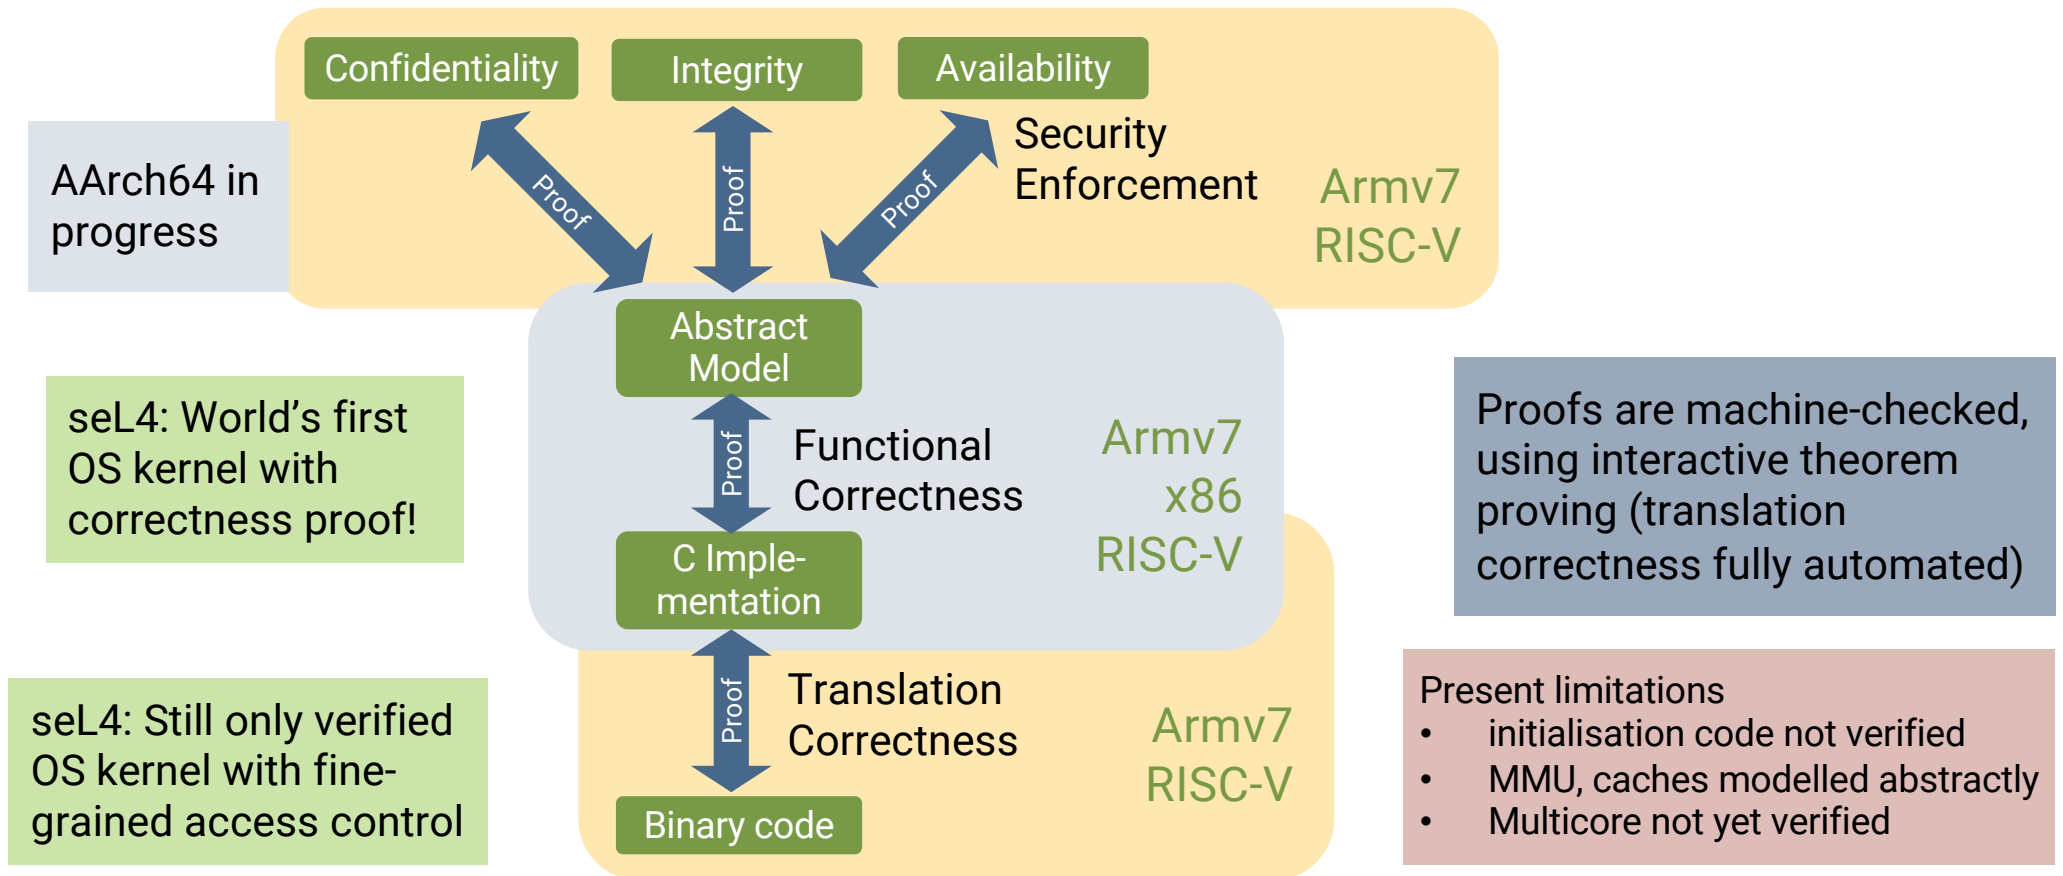 Confidentiality
Integrity
Availability
Proof
Proof
Proof
Security
Enforcement
Armv7
RISC-V
AArch64 in
progress
Abstract
Model
Proof
Functional
Correctness
Armv7
x86
RISC-V
C Imple-
mentation
seL4: World’s first
OS kernel with
correctness proof!
Proofs are machine-checked,
using interactive theorem
proving (translation
correctness fully automated)
Proof
Translation
Correctness
Armv7
RISC-V
Binary code
seL4: Still only verified
OS kernel with fine-
grained access control
Present limitations
• initialisation code not verified
• MMU, caches modelled abstractly
• Multicore not yet verified